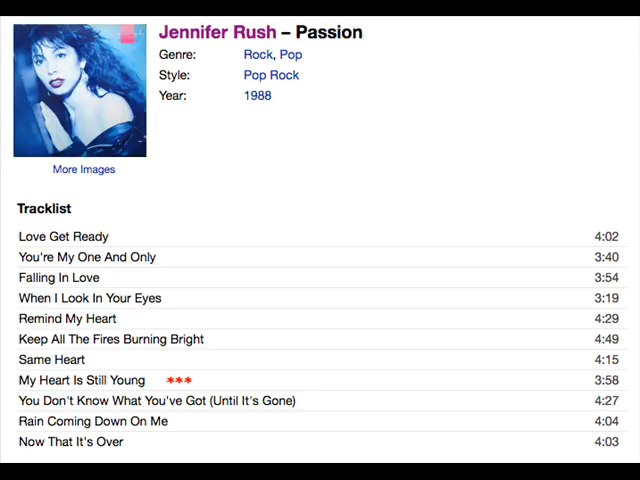 Jennifer Rush – Passion
Genre: Rock, Pop
Style: Pop Rock
Year: 1988
More Images
Tracklist
Love Get Ready 4:02
You're My One And Only 3:40
Falling In Love 3:54
When I Look In Your Eyes 3:19
Remind My Heart 4:29
Keep All The Fires Burning Bright 4:49
Same Heart 4:15
My Heart Is Still Young *** 3:58
You Don't Know What You've Got (Until It's Gone) 4:27
Rain Coming Down On Me 4:04
Now That It's Over 4:03